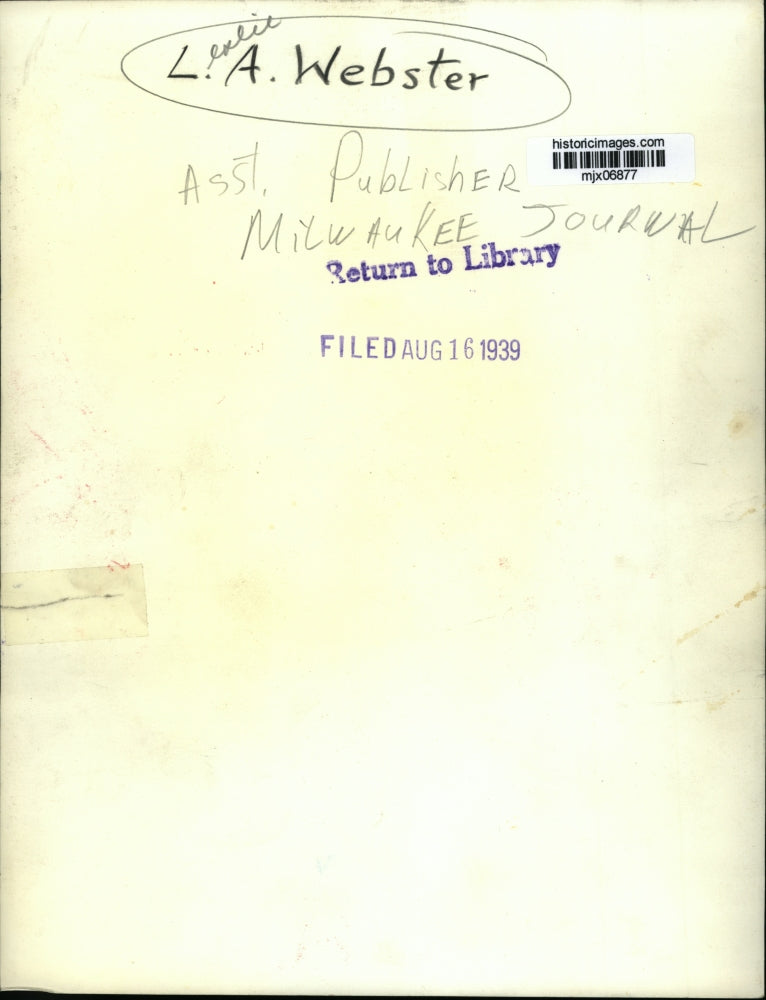 Leslie
L. A. Webster
historicimages.com
mjx06877
Asst. Publisher
Milwaukee Journal
Return to Library
FILED AUG 16 1939